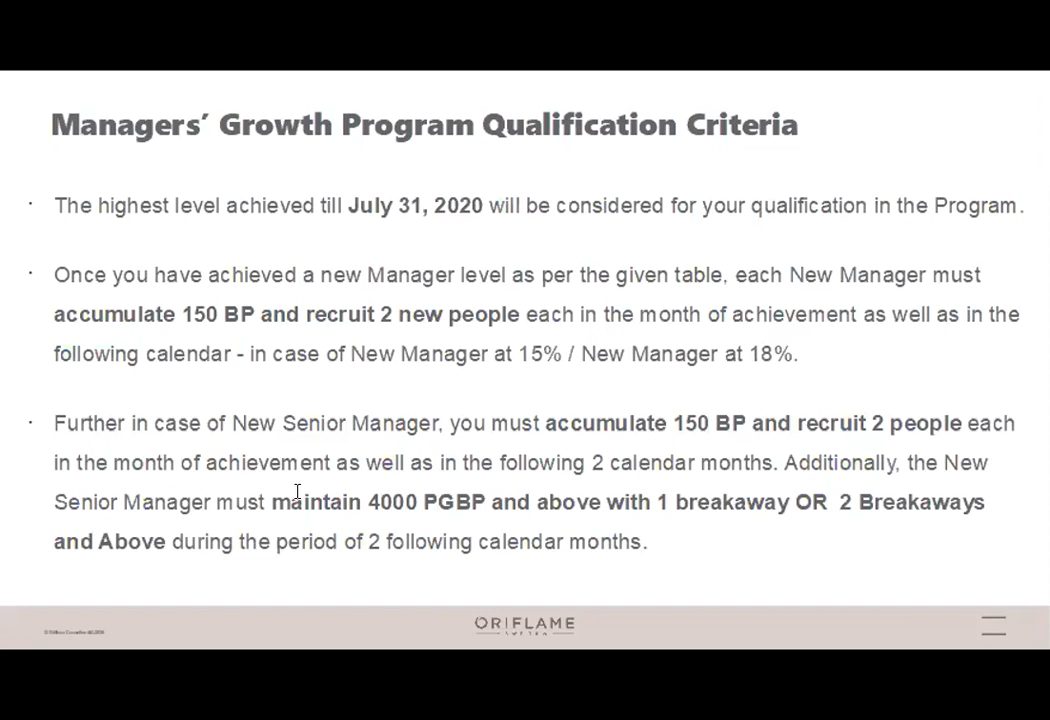 Managers’ Growth Program Qualification Criteria
· The highest level achieved till July 31, 2020 will be considered for your qualification in the Program.
· Once you have achieved a new Manager level as per the given table, each New Manager must
accumulate 150 BP and recruit 2 new people each in the month of achievement as well as in the
following calendar - in case of New Manager at 15% / New Manager at 18%.
· Further in case of New Senior Manager, you must accumulate 150 BP and recruit 2 people each
in the month of achievement as well as in the following 2 calendar months. Additionally, the New
Senior Manager must maintain 4000 PGBP and above with 1 breakaway OR 2 Breakaways
and Above during the period of 2 following calendar months.
ORIFLAME